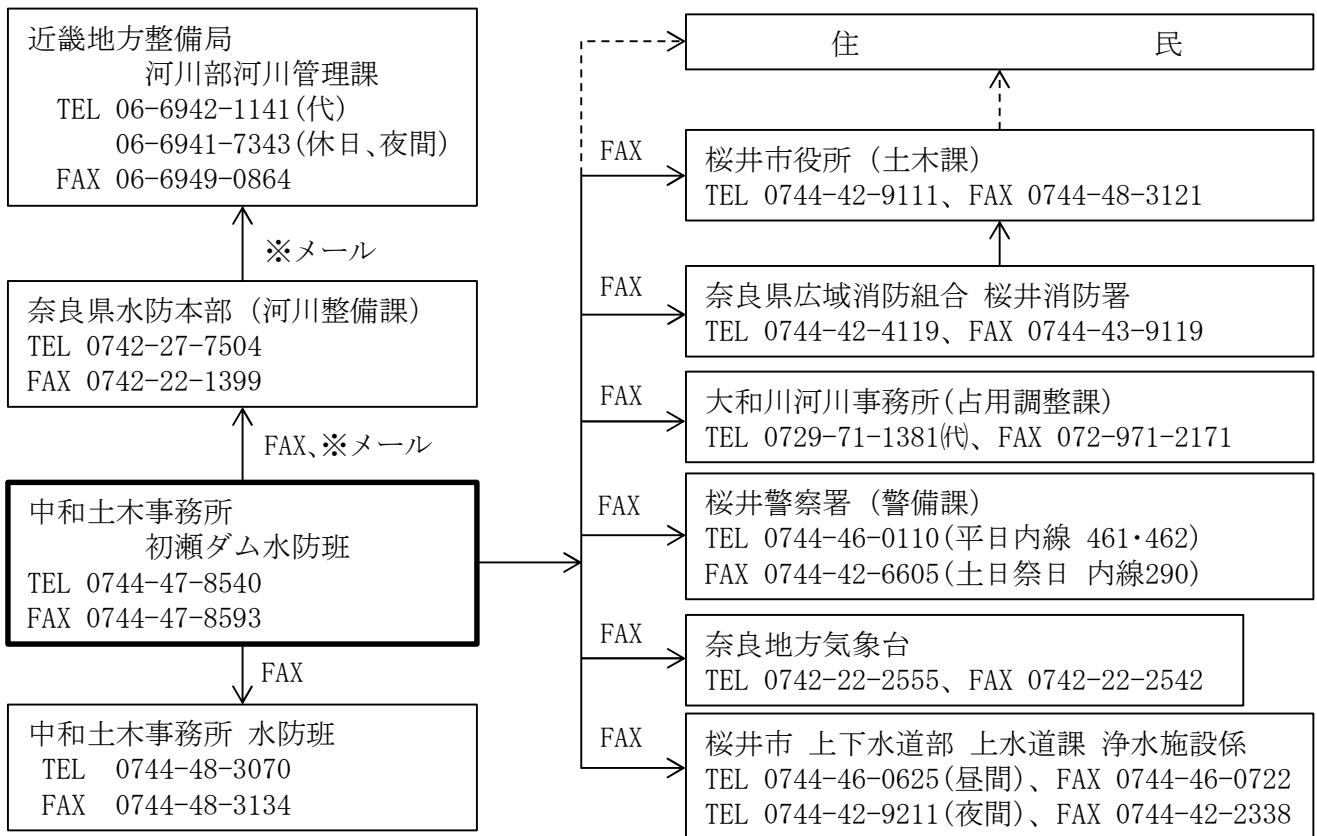 近畿地方整備局
河川部河川管理課
TEL 06-6942-1141(代)
06-6941-7343(休日、夜間)
FAX 06-6949-0864
※メール
奈良県水防本部 (河川整備課)
TEL 0742-27-7504
FAX 0742-22-1399
FAX、※メール
中和土木事務所
初瀬ダム水防班
TEL 0744-47-8540
FAX 0744-47-8593
FAX
中和土木事務所 水防班
TEL 0744-48-3070
FAX 0744-48-3134
住 民
FAX
桜井市役所 (土木課)
TEL 0744-42-9111、FAX 0744-48-3121
FAX
奈良県広域消防組合 桜井消防署
TEL 0744-42-4119、FAX 0744-43-9119
FAX
大和川河川事務所(占用調整課)
TEL 0729-71-1381㈹、FAX 072-971-2171
FAX
桜井警察署 (警備課)
TEL 0744-46-0110(平日内線 461・462)
FAX 0744-42-6605(土日祭日 内線290)
FAX
奈良地方気象台
TEL 0742-22-2555、FAX 0742-22-2542
FAX
桜井市 上下水道部 上水道課 浄水施設係
TEL 0744-46-0625(昼間)、FAX 0744-46-0722
TEL 0744-42-9211(夜間)、FAX 0744-42-2338